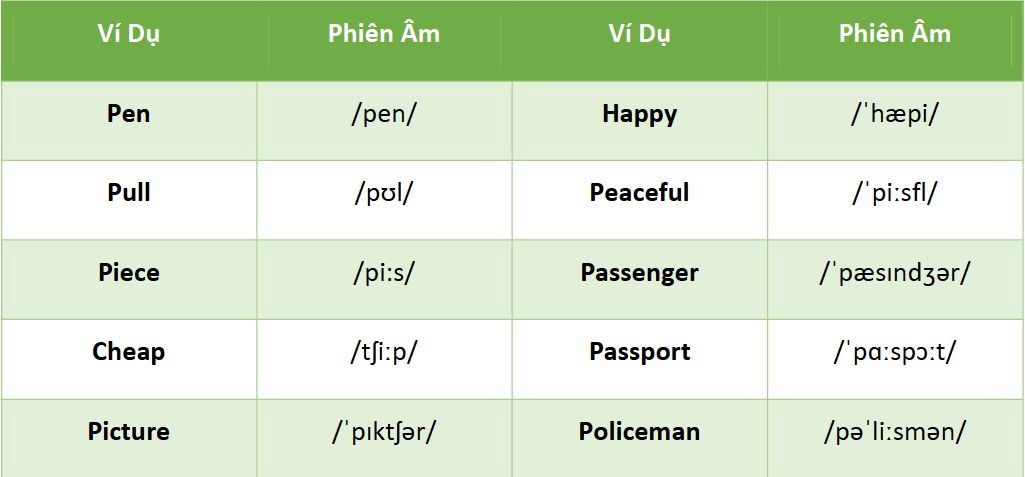 Ví Dụ Phiên Âm Ví Dụ Phiên Âm
Pen /pen/ Happy /ˈhæpi/
Pull /pʊl/ Peaceful /ˈpiːsfl/
Piece /pi:s/ Passenger /ˈpæsɪndʒər/
Cheap /tʃiːp/ Passport /ˈpɑːspɔːt/
Picture /ˈpɪktʃər/ Policeman /pəˈliːsmən/